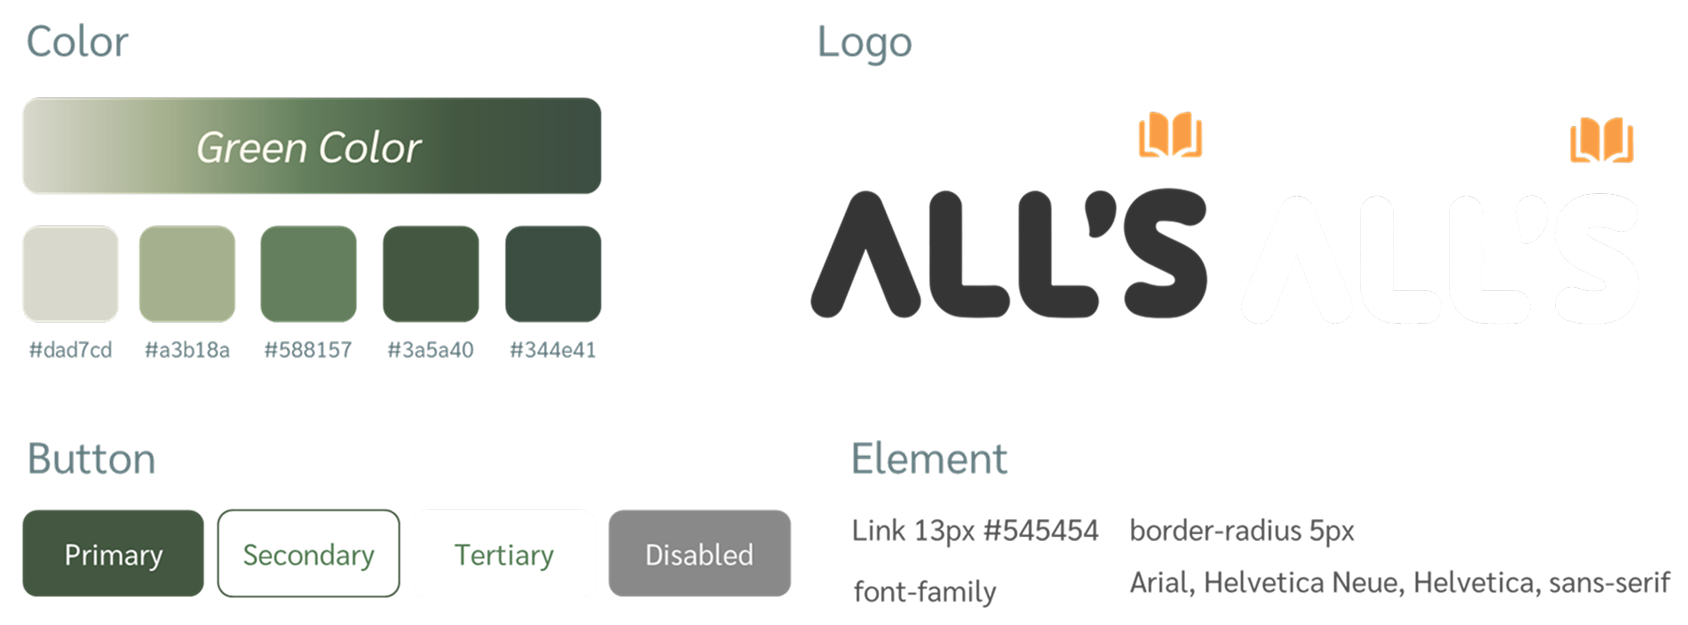 Color
Green Color
#dad7cd
#a3b18a
#588157
#3a5a40
#344e41
Logo
ALL'S
ALL'S
Button
Primary
Secondary
Tertiary
Disabled
Element
Link 13px #545454
border-radius 5px
font-family
Arial, Helvetica Neue, Helvetica, sans-serif